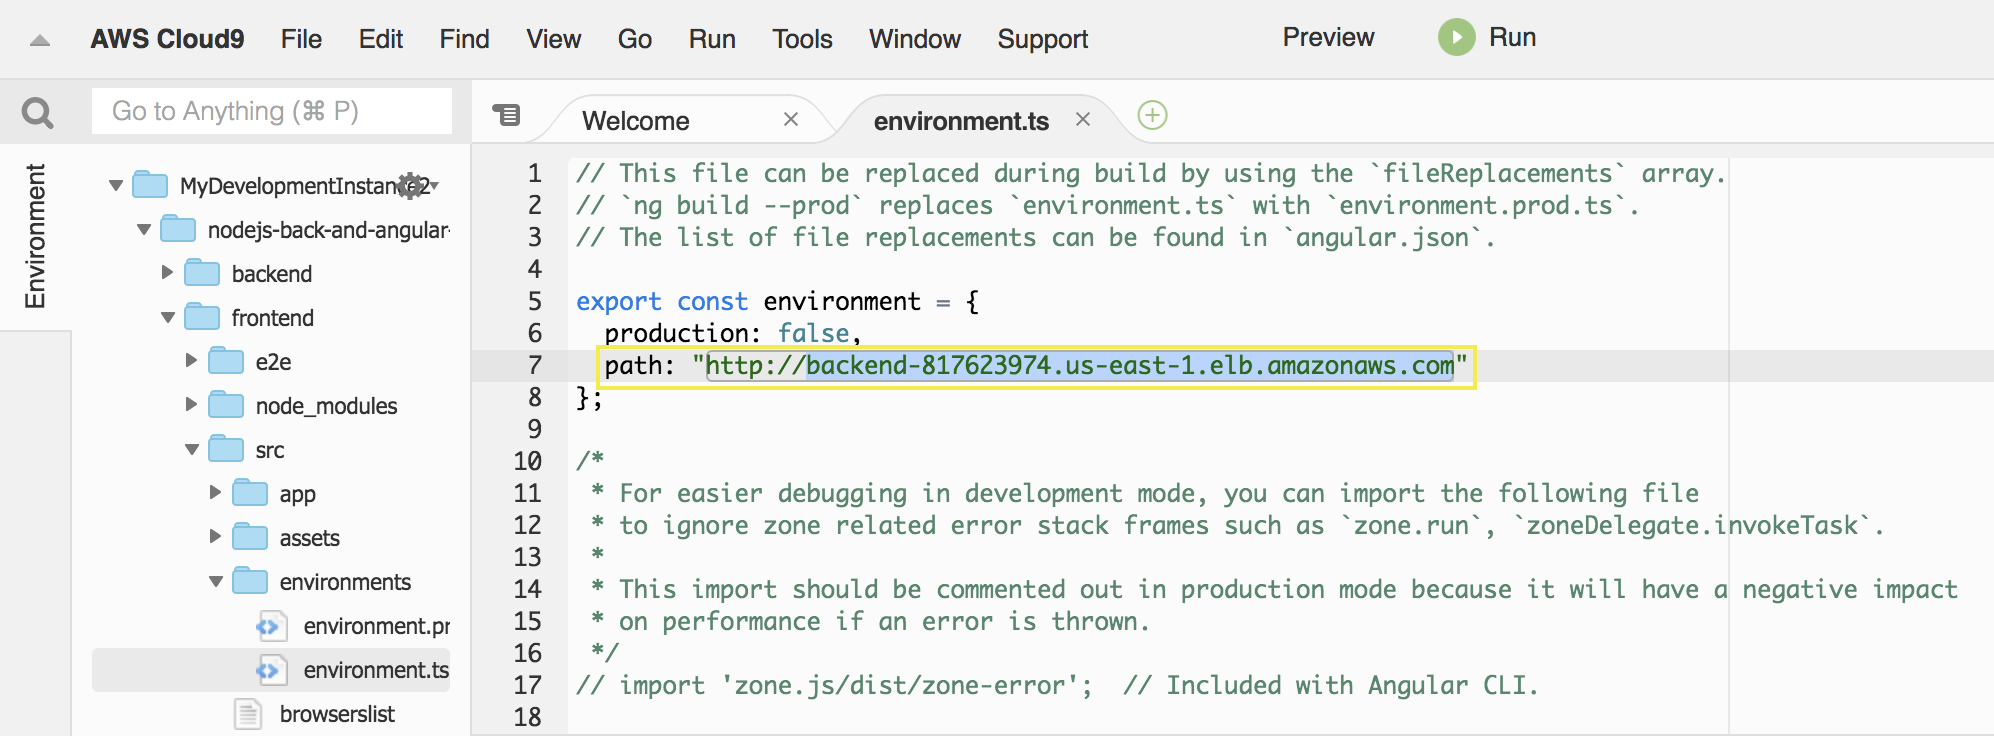 AWS Cloud9 File Edit Find View Go Run Tools Window Support Preview Run
Go to Anything (⌘ P)
Welcome
environment.ts
Environment
MyDevelopmentInstance2
nodejs-back-and-angular-
backend
frontend
e2e
node_modules
src
app
assets
environments
environment.pr
environment.ts
browserslist
1 // This file can be replaced during build by using the `fileReplacements` array.
2 // `ng build --prod` replaces `environment.ts` with `environment.prod.ts`.
3 // The list of file replacements can be found in `angular.json`.
4
5 export const environment = {
6 production: false,
7 path: "http://backend-817623974.us-east-1.elb.amazonaws.com"
8 };
9
10 /*
11 * For easier debugging in development mode, you can import the following file
12 * to ignore zone related error stack frames such as `zone.run`, `zoneDelegate.invokeTask`.
13 *
14 * This import should be commented out in production mode because it will have a negative impact
15 * on performance if an error is thrown.
16 */
17 // import 'zone.js/dist/zone-error';  // Included with Angular CLI.
18